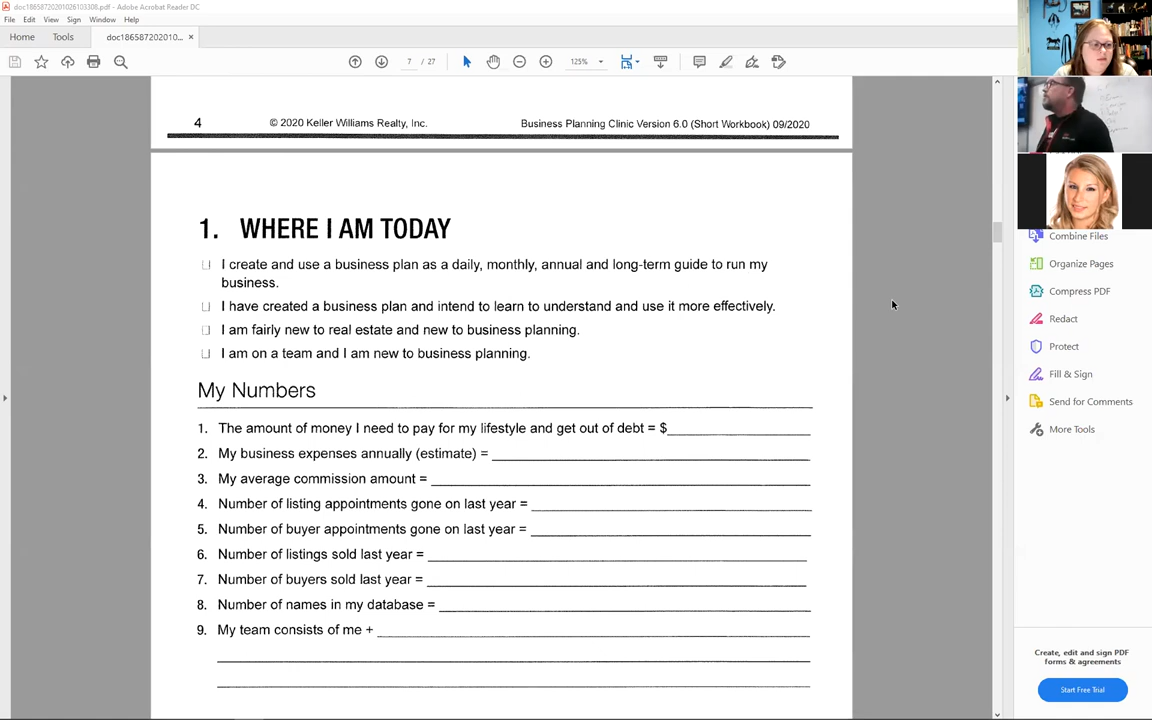 doc18658720201026103308.pdf - Adobe Acrobat Reader DC
File Edit View Sign Window Help
Home Tools doc186587202010... ×
7 / 27 125%
4 © 2020 Keller Williams Realty, Inc. Business Planning Clinic Version 6.0 (Short Workbook) 09/2020
1. WHERE I AM TODAY
I create and use a business plan as a daily, monthly, annual and long-term guide to run my
business.
I have created a business plan and intend to learn to understand and use it more effectively.
I am fairly new to real estate and new to business planning.
I am on a team and I am new to business planning.
My Numbers
1. The amount of money I need to pay for my lifestyle and get out of debt = $
2. My business expenses annually (estimate) =
3. My average commission amount =
4. Number of listing appointments gone on last year =
5. Number of buyer appointments gone on last year =
6. Number of listings sold last year =
7. Number of buyers sold last year =
8. Number of names in my database =
9. My team consists of me +
Combine Files
Organize Pages
Compress PDF
Redact
Protect
Fill & Sign
Send for Comments
More Tools
Create, edit and sign PDF
forms & agreements
Start Free Trial